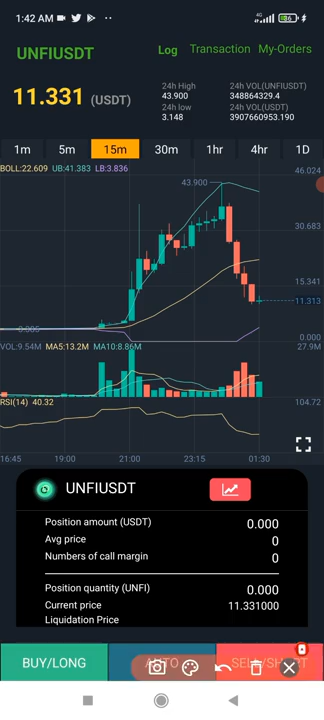 1:42 AM
4G
86
UNFIUSDT
Log Transaction My-Orders
11.331 (USDT)
24h High
43.900
24h low
3.148
24h VOL(UNFIUSDT)
348864329.4
24h VOL(USDT)
3907660953.190
1m 5m 15m 30m 1hr 4hr 1D
BOLL:22.609 UB:41.383 LB:3.836
46.024
43.900
30.683
15.341
11.313
0.000
VOL:9.54M MA5:13.2M MA10:8.86M
27.9M
RSI(14) 40.32
104.72
16:45 19:00 21:00 23:15 01:30
UNFIUSDT
Position amount (USDT) 0.000
Avg price 0
Numbers of call margin 0
Position quantity (UNFI) 0.000
Current price 11.331000
Liquidation Price
BUY/LONG AUTO SELL/SHORT